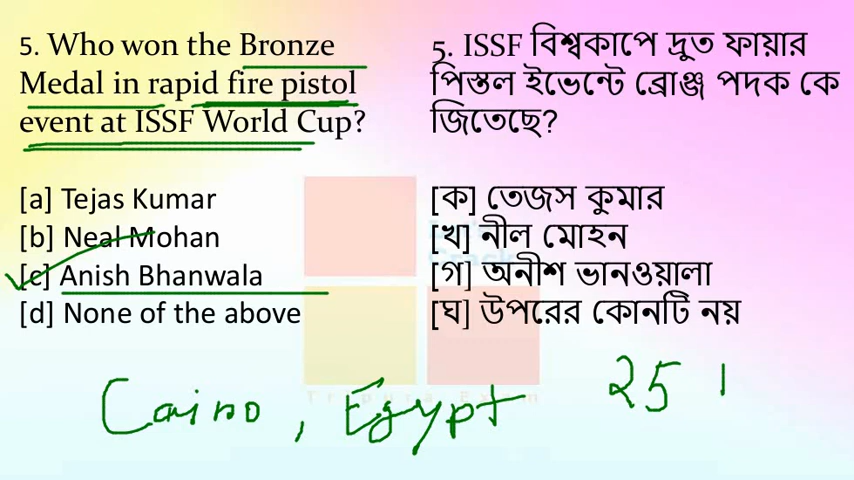 5. Who won the Bronze
Medal in rapid fire pistol
event at ISSF World Cup?
[a] Tejas Kumar
[b] Neal Mohan
[c] Anish Bhanwala
[d] None of the above
5. ISSF বিশ্বকাপে দ্রুত ফায়ার
পিস্তল ইভেন্টে ব্রোঞ্জ পদক কে
জিতেছে?
[ক] তেজস কুমার
[খ] নীল মোহন
[গ] অনীশ ভানওয়ালা
[ঘ] উপরের কোনটি নয়
Cairo, Egypt 25
Tripura Exam